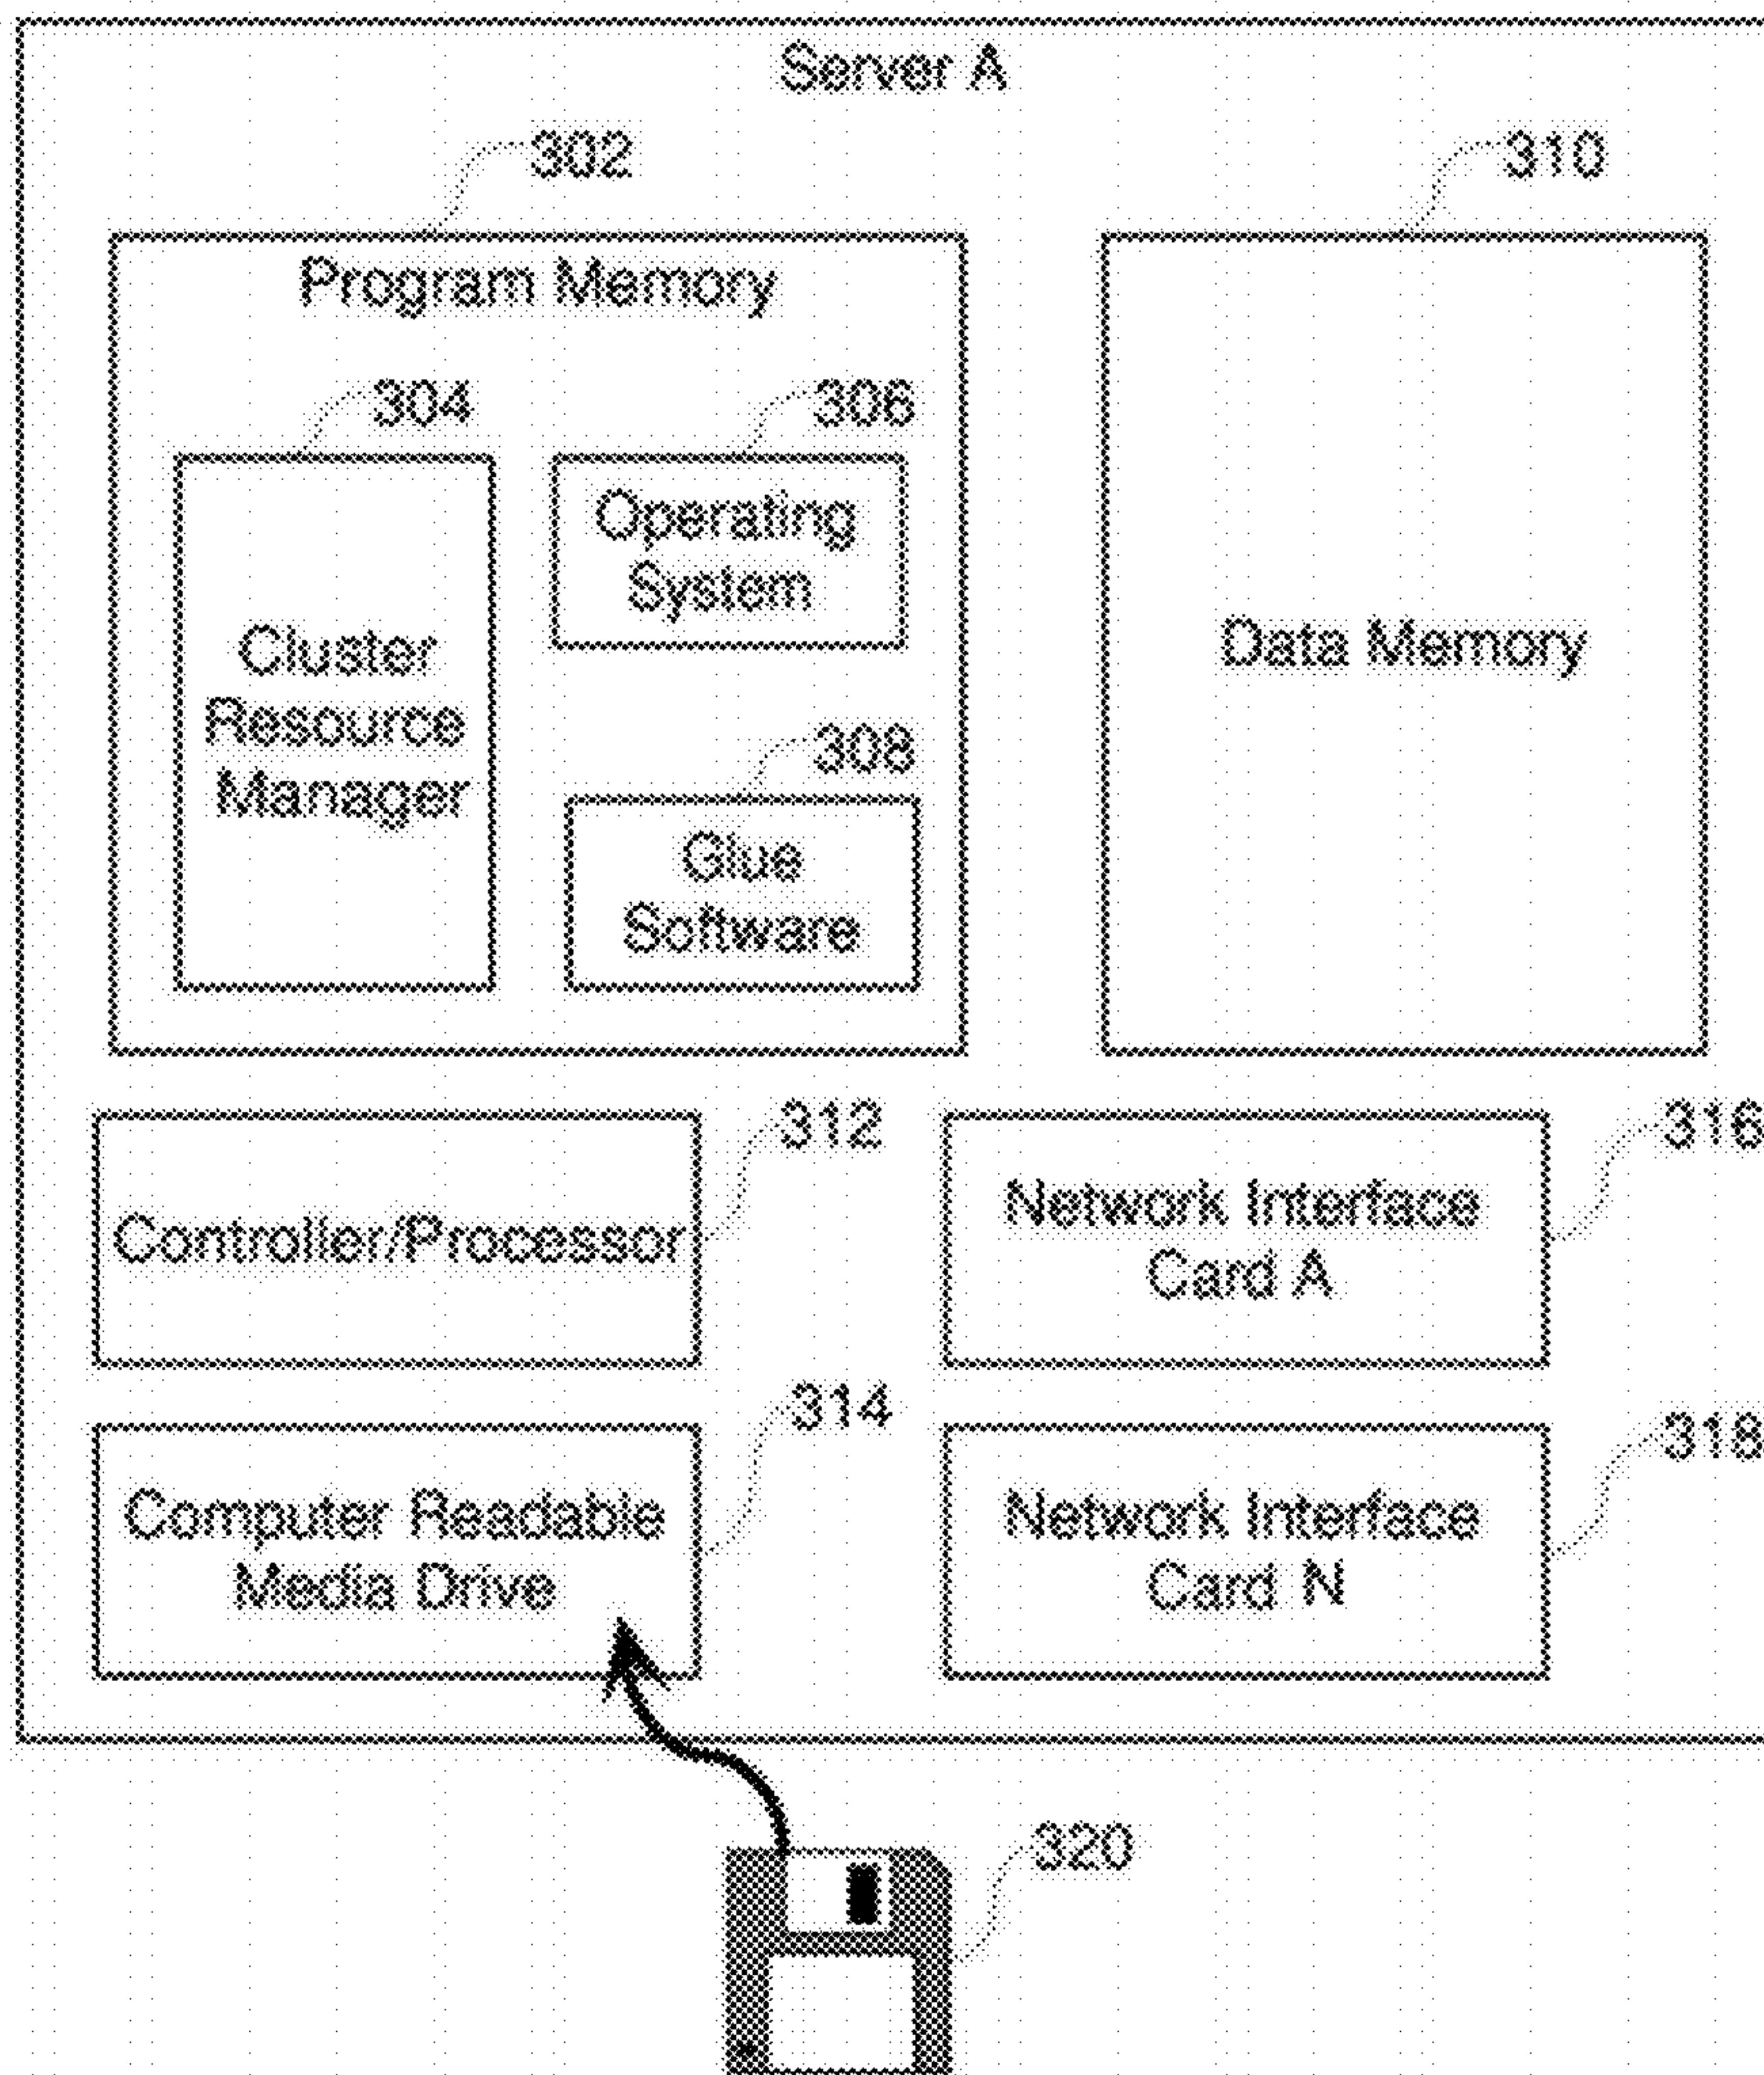 Server A
302
310
Program Memory
304
306
Cluster
Resource
Manager
Operating
System
308
Glue
Software
Data Memory
312
316
Controller/Processor
Network Interface
Card A
314
318
Computer Readable
Media Drive
Network Interface
Card N
320